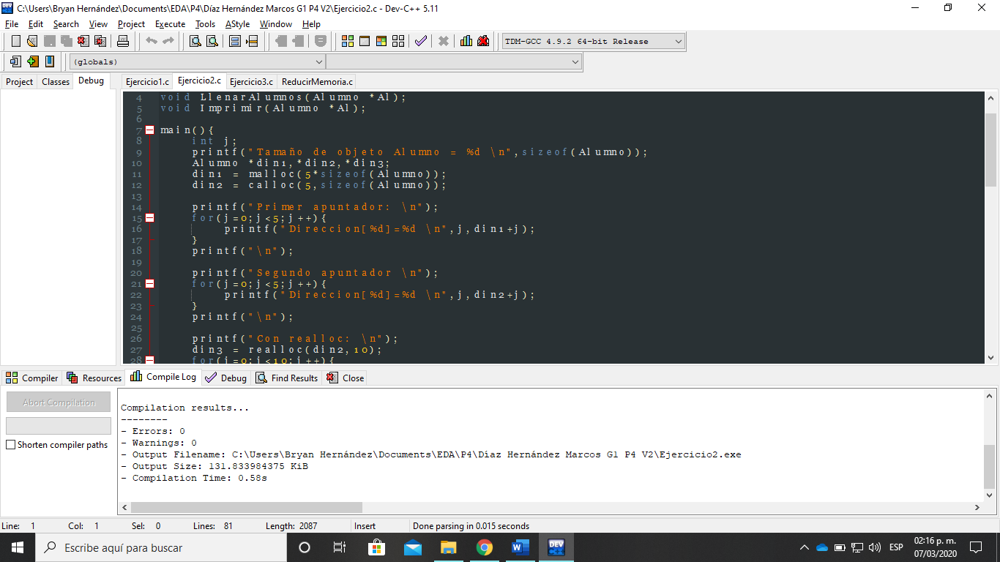 C:\Users\Bryan Hernández\Documents\EDA\P4\Díaz Hernández Marcos G1 P4 V2\Ejercicio2.c - Dev-C++ 5.11
File Edit Search View Project Execute Tools AStyle Window Help
TDM-GCC 4.9.2 64-bit Release
(globals)
Project Classes Debug Ejercicio1.c Ejercicio2.c Ejercicio3.c ReducirMemoria.c
4 void LlenarAlumnos(Alumno *Al);
5 void Imprimir(Alumno *Al);
6
7 main(){
8 int j;
9 printf("Tamaño de objeto Alumno = %d \n",sizeof(Alumno));
10 Alumno *din1,*din2,*din3;
11 din1 = malloc(5*sizeof(Alumno));
12 din2 = calloc(5,sizeof(Alumno));
13
14 printf("Primer apuntador: \n");
15 for(j=0;j<5;j++){
16 printf("Direccion[%d]=%d \n",j,din1+j);
17 }
18 printf("\n");
19
20 printf("Segundo apuntador \n");
21 for(j=0;j<5;j++){
22 printf("Direccion[%d]=%d \n",j,din2+j);
23 }
24 printf("\n");
25
26 printf("Con realloc: \n");
27 din3 = realloc(din2,10);
28 for(j=0;j<10;j++){
Compiler Resources Compile Log Debug Find Results Close
Abort Compilation
Shorten compiler paths
Compilation results...
--------
- Errors: 0
- Warnings: 0
- Output Filename: C:\Users\Bryan Hernández\Documents\EDA\P4\Díaz Hernández Marcos G1 P4 V2\Ejercicio2.exe
- Output Size: 131.833984375 KiB
- Compilation Time: 0.58s
Line: 1 Col: 1 Sel: 0 Lines: 81 Length: 2087 Insert Done parsing in 0.015 seconds
Escribe aquí para buscar
ESP
02:16 p. m.
07/03/2020